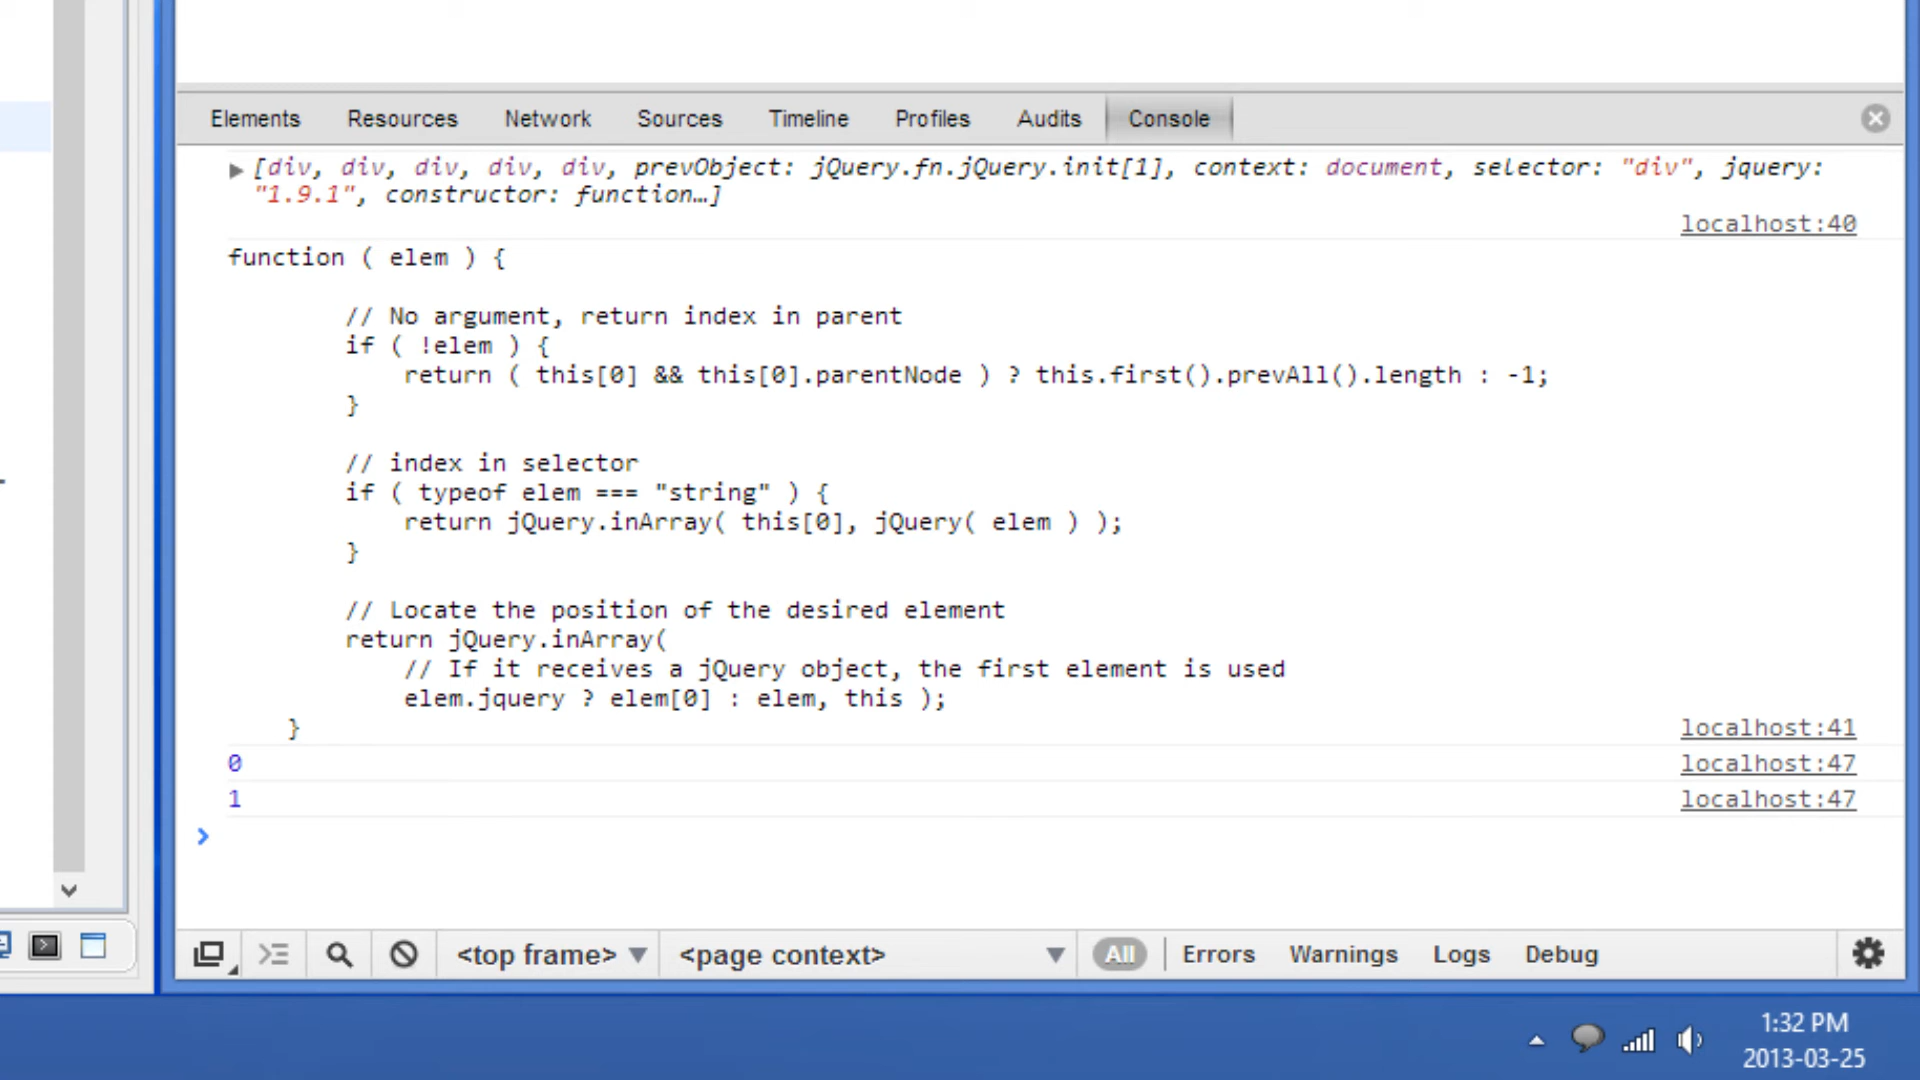 Elements Resources Network Sources Timeline Profiles Audits Console
[div, div, div, div, div, prevObject: jQuery.fn.jQuery.init[1], context: document, selector: "div", jquery:
"1.9.1", constructor: function…]
localhost:40
function ( elem ) {
// No argument, return index in parent
if ( !elem ) {
return ( this[0] && this[0].parentNode ) ? this.first().prevAll().length : -1;
}
// index in selector
if ( typeof elem === "string" ) {
return jQuery.inArray( this[0], jQuery( elem ) );
}
// Locate the position of the desired element
return jQuery.inArray(
// If it receives a jQuery object, the first element is used
elem.jquery ? elem[0] : elem, this );
} localhost:41
0 localhost:47
1 localhost:47
<top frame> <page context> All Errors Warnings Logs Debug
1:32 PM
2013-03-25